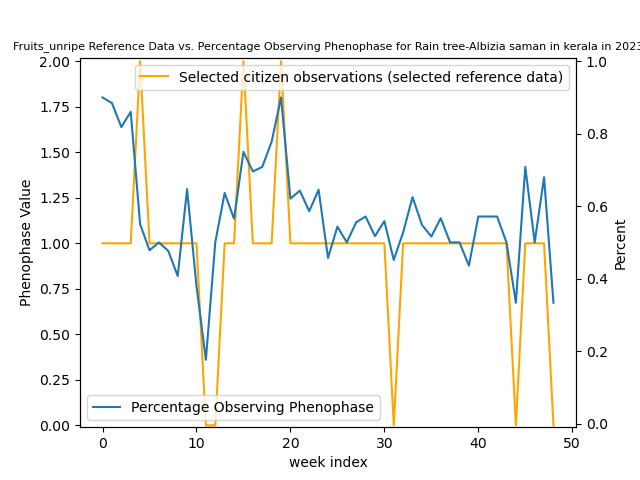 Fruits_unripe Reference Data vs. Percentage Observing Phenophase for Rain tree-Albizia saman in kerala in 2023
Selected citizen observations (selected reference data)
Percentage Observing Phenophase
Phenophase Value
2.00
1.75
1.50
1.25
1.00
0.75
0.50
0.25
0.00
1.0
0.8
0.6
0.4
0.2
0.0
Percent
0 10 20 30 40 50
week index